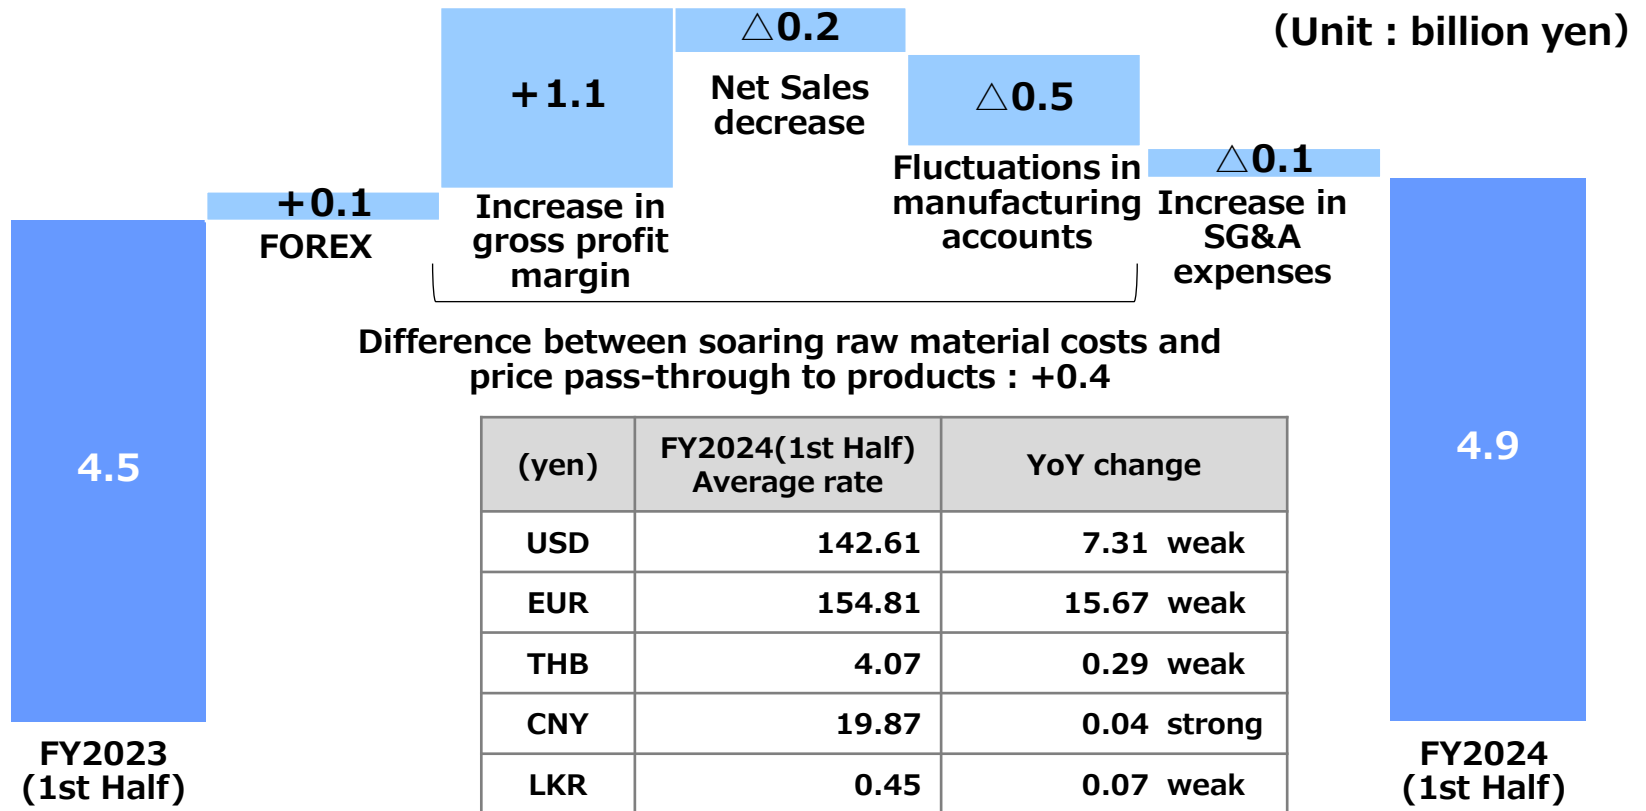 (Unit : billion yen)
△0.2
+1.1
Net Sales
decrease
△0.5
+0.1
FOREX
Increase in
gross profit
margin
Fluctuations in
manufacturing
accounts
△0.1
Increase in
SG&A
expenses
Difference between soaring raw material costs and
price pass-through to products : +0.4
4.5
4.9
(yen) FY2024(1st Half) Average rate YoY change
USD 142.61 7.31 weak
EUR 154.81 15.67 weak
THB 4.07 0.29 weak
CNY 19.87 0.04 strong
LKR 0.45 0.07 weak
FY2023
(1st Half)
FY2024
(1st Half)